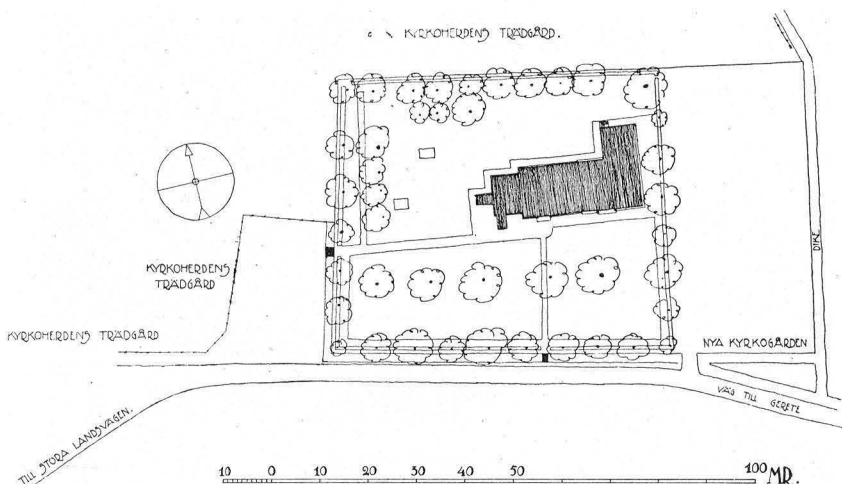 KYRKOHERDENS TRÄDGÅRD.
DIKE
KYRKOHERDENS
TRÄDGÅRD
KYRKOHERDENS TRÄDGÅRD
NYA KYRKOGÅRDEN
VÄG TILL GERETE
TILL STORA LANDSVÄGEN.
10 0 10 20 30 40 50 100 MR.